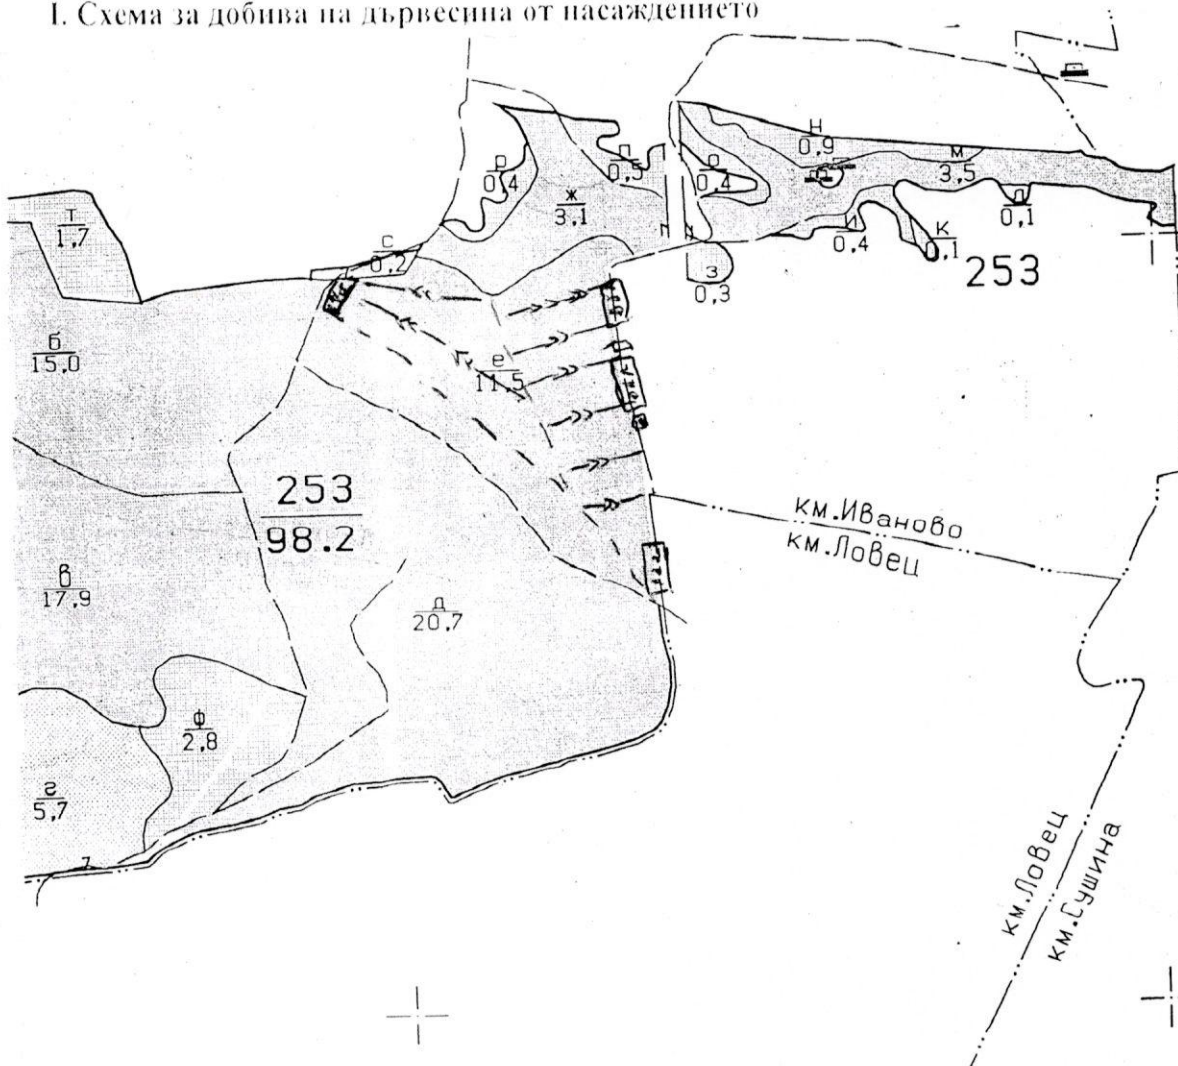 I. Схема за добива на дървесина от насаждението
Н
0,9
М
3,5
П
0,5
О
0,4
Р
0,4
Ж
3,1
Л
0,1
И
0,4
К
0,1
253
Т
1,7
С
0,2
З
0,3
б
15,0
е
11,5
253
98.2
км.Иваново
км.Ловец
в
17,9
д
20,7
ф
2,8
г
5,7
7
км.Ловец
км.Сушина